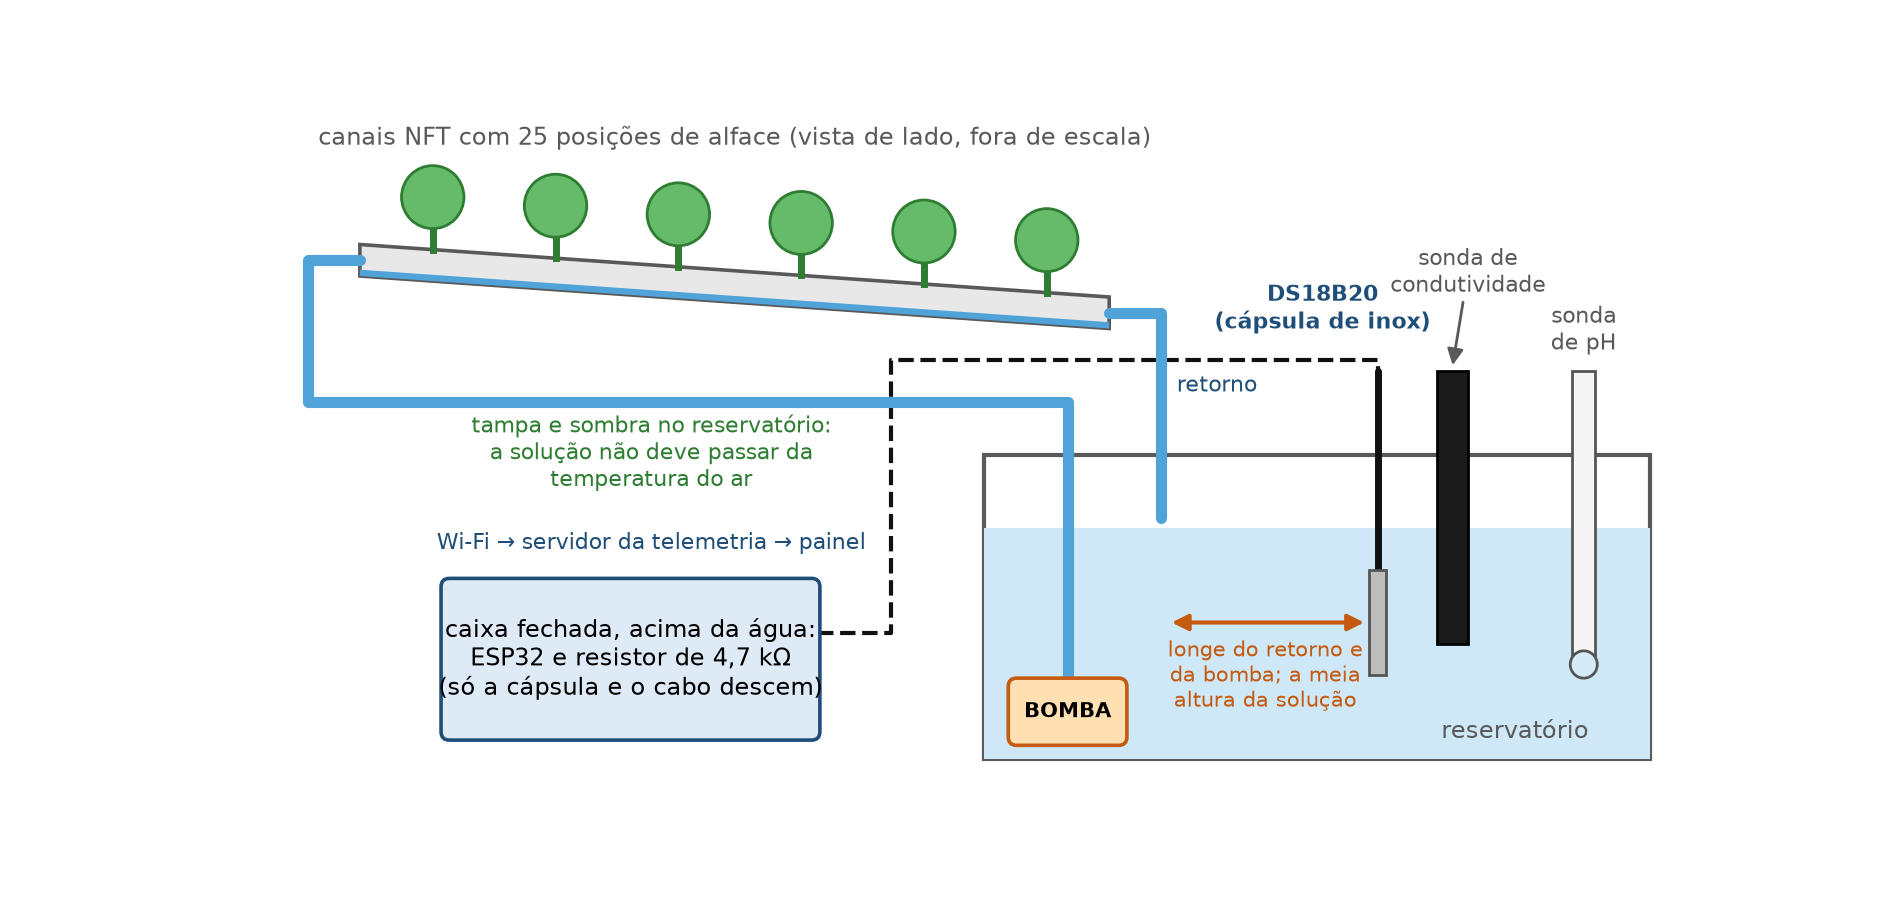 canais NFT com 25 posições de alface (vista de lado, fora de escala)
sonda de
condutividade
DS18B20
(cápsula de inox)
sonda
de pH
retorno
tampa e sombra no reservatório:
a solução não deve passar da
temperatura do ar
Wi-Fi → servidor da telemetria → painel
caixa fechada, acima da água:
ESP32 e resistor de 4,7 kΩ
(só a cápsula e o cabo descem)
longe do retorno e
da bomba; a meia
altura da solução
BOMBA
reservatório